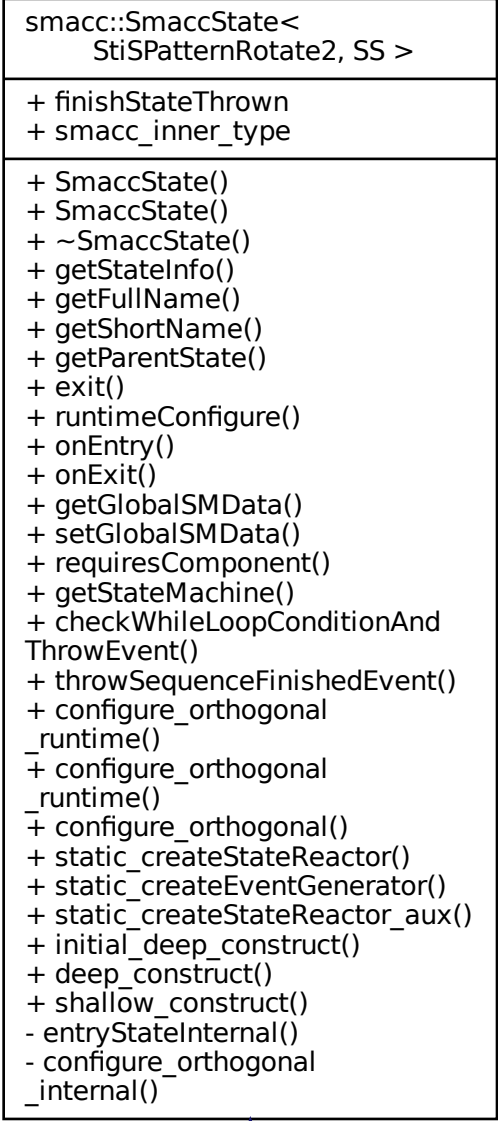 smacc::SmaccState<
StiSPatternRotate2, SS >
+ finishStateThrown
+ smacc_inner_type
+ SmaccState()
+ SmaccState()
+ ~SmaccState()
+ getStateInfo()
+ getFullName()
+ getShortName()
+ getParentState()
+ exit()
+ runtimeConfigure()
+ onEntry()
+ onExit()
+ getGlobalSMData()
+ setGlobalSMData()
+ requiresComponent()
+ getStateMachine()
+ checkWhileLoopConditionAnd
ThrowEvent()
+ throwSequenceFinishedEvent()
+ configure_orthogonal
_runtime()
+ configure_orthogonal
_runtime()
+ configure_orthogonal()
+ static_createStateReactor()
+ static_createEventGenerator()
+ static_createStateReactor_aux()
+ initial_deep_construct()
+ deep_construct()
+ shallow_construct()
- entryStateInternal()
- configure_orthogonal
_internal()